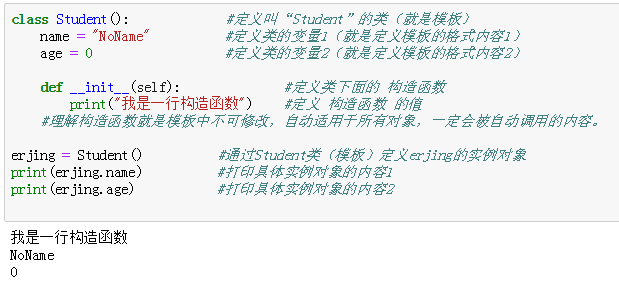 class Student():              #定义叫“Student”的类（就是模板）
    name = "NoName"           #定义类的变量1（就是定义模板的格式内容1）
    age = 0                   #定义类的变量2（就是定义模板的格式内容2）
    def __init__(self):               #定义类下面的 构造函数
        print("我是一行构造函数")    #定义 构造函数 的值
    #理解构造函数就是模板中不可修改，自动适用于所有对象，一定会被自动调用的内容。
erjing = Student()           #通过Student类（模板）定义erjing的实例对象
print(erjing.name)           #打印具体实例对象的内容1
print(erjing.age)            #打印具体实例对象的内容2
我是一行构造函数
NoName
0